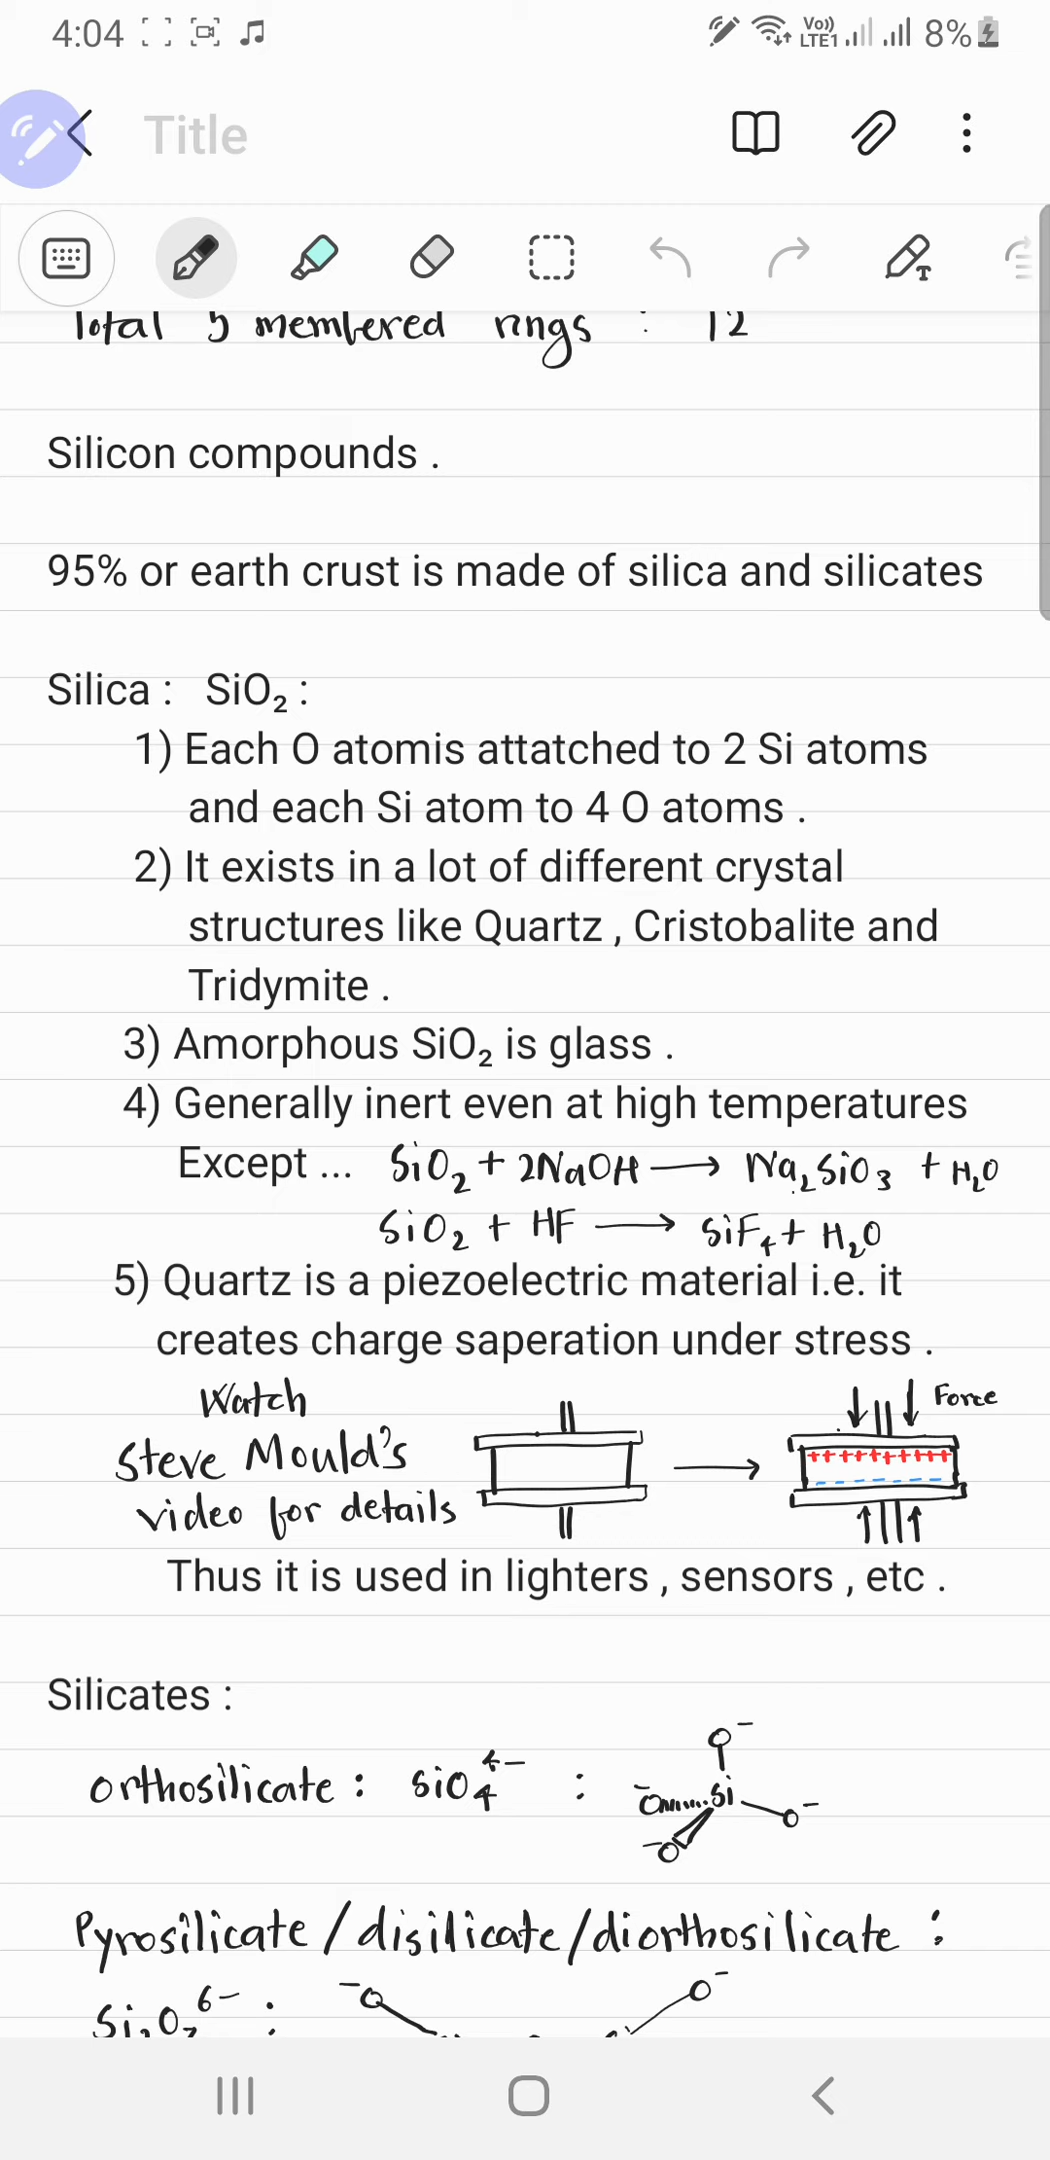 4:04 Vo)) LTE1 8%
Title
Total 5 membered rings : 12
Silicon compounds .
95% or earth crust is made of silica and silicates
Silica : SiO₂ :
1) Each O atomis attatched to 2 Si atoms
and each Si atom to 4 O atoms .
2) It exists in a lot of different crystal
structures like Quartz , Cristobalite and
Tridymite .
3) Amorphous SiO₂ is glass .
4) Generally inert even at high temperatures
Except ... SiO₂ + 2NaOH ⟶ Na₂SiO₃ + H₂O
SiO₂ + HF ⟶ SiF₄ + H₂O
5) Quartz is a piezoelectric material i.e. it
creates charge saperation under stress .
Watch
Steve Mould's
video for details
Force
+ + + + + + + + + +
- - - - - - -
Thus it is used in lighters , sensors , etc .
Silicates :
Orthosilicate : SiO₄⁴⁻ :
O⁻
⁻O Si O⁻
⁻O
Pyrosilicate / disilicate / diorthosilicate :
Si₂O₇⁶⁻ : ⁻O O⁻